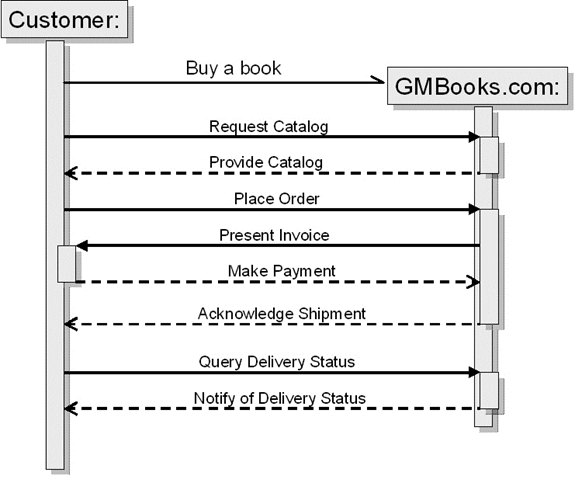 Customer:
Buy a book
GMBooks.com:
Request Catalog
Provide Catalog
Place Order
Present Invoice
Make Payment
Acknowledge Shipment
Query Delivery Status
Notify of Delivery Status